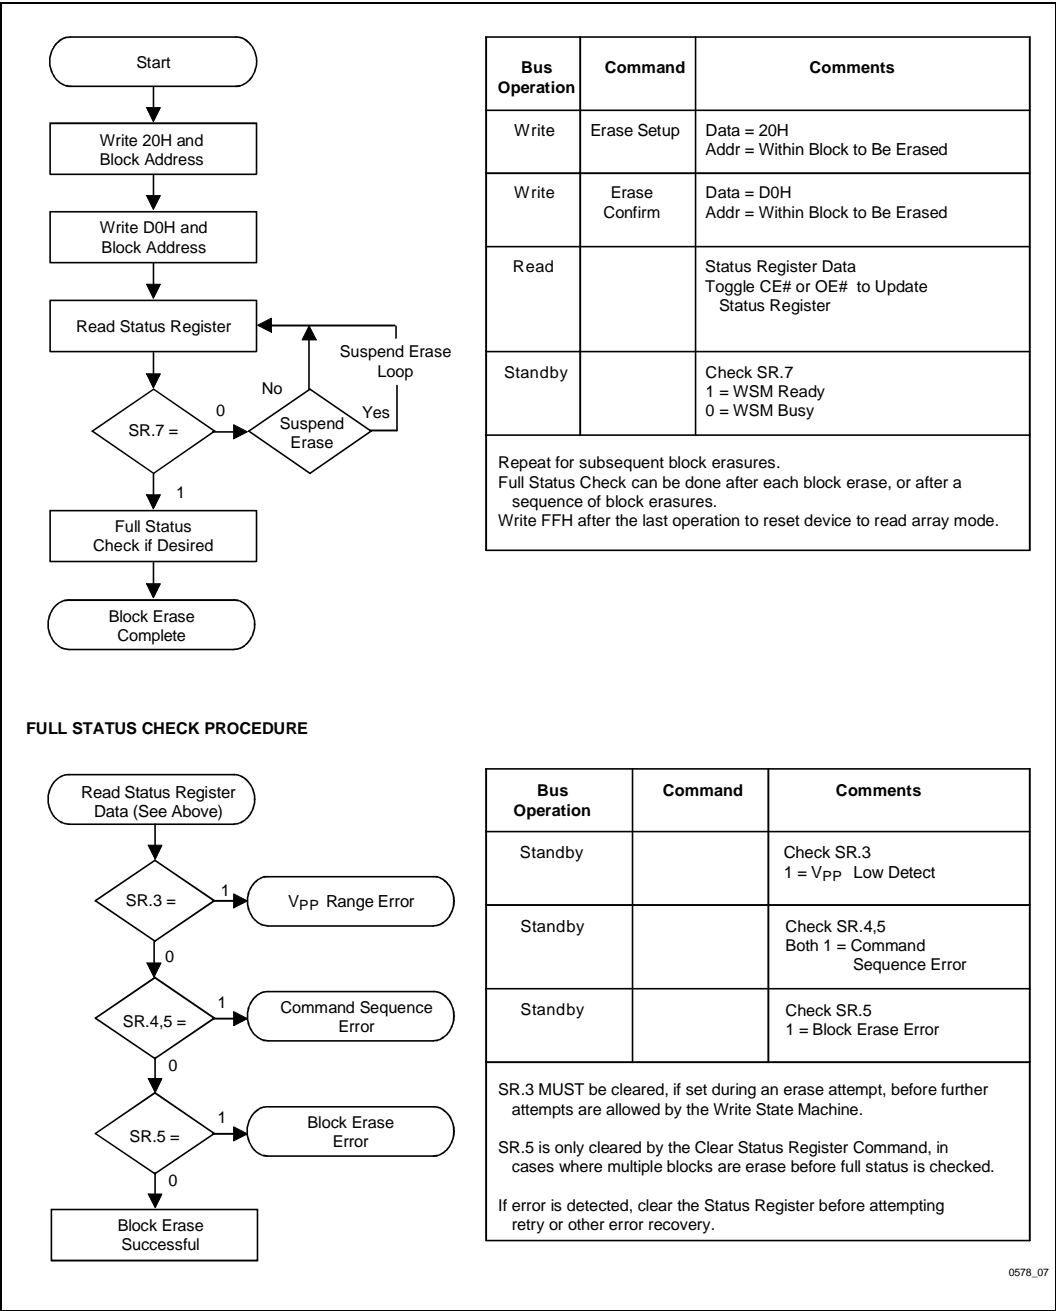 Start
Write 20H and
Block Address
Write D0H and
Block Address
Read Status Register
Suspend Erase
Loop
No
Yes
0
SR.7 =
Suspend
Erase
1
Full Status
Check if Desired
Block Erase
Complete
Bus
Operation
Command
Comments
Write
Erase Setup
Data = 20H
Addr = Within Block to Be Erased
Write
Erase
Confirm
Data = D0H
Addr = Within Block to Be Erased
Read
Status Register Data
Toggle CE# or OE# to Update
Status Register
Standby
Check SR.7
1 = WSM Ready
0 = WSM Busy
Repeat for subsequent block erasures.
Full Status Check can be done after each block erase, or after a
sequence of block erasures.
Write FFH after the last operation to reset device to read array mode.
FULL STATUS CHECK PROCEDURE
Read Status Register
Data (See Above)
SR.3 =
1
VPP Range Error
0
SR.4,5 =
1
Command Sequence
Error
0
SR.5 =
1
Block Erase
Error
0
Block Erase
Successful
Bus
Operation
Command
Comments
Standby
Check SR.3
1 = VPP Low Detect
Standby
Check SR.4,5
Both 1 = Command
Sequence Error
Standby
Check SR.5
1 = Block Erase Error
SR.3 MUST be cleared, if set during an erase attempt, before further
attempts are allowed by the Write State Machine.
SR.5 is only cleared by the Clear Status Register Command, in
cases where multiple blocks are erase before full status is checked.
If error is detected, clear the Status Register before attempting
retry or other error recovery.
0578_07